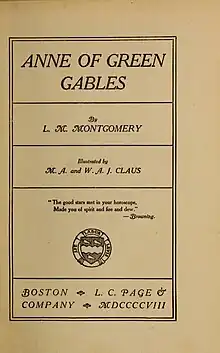 ANNE OF GREEN
GABLES
By
L. M. MONTGOMERY
Illustrated by
M. A. and W. A. J. CLAUS
"The good stars met in your horoscope,
Made you of spirit and fire and dew."
—Browning.
BOSTON L. C. PAGE &
COMPANY MDCCCCVIII